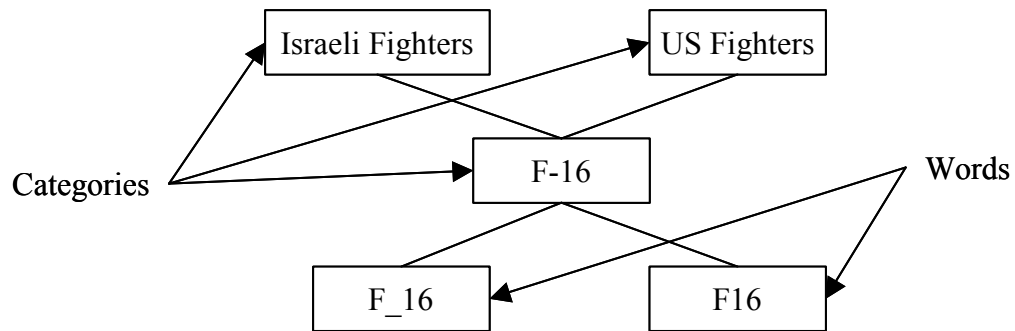 Israeli Fighters
US Fighters
F-16
Categories
Words
F_16
F16